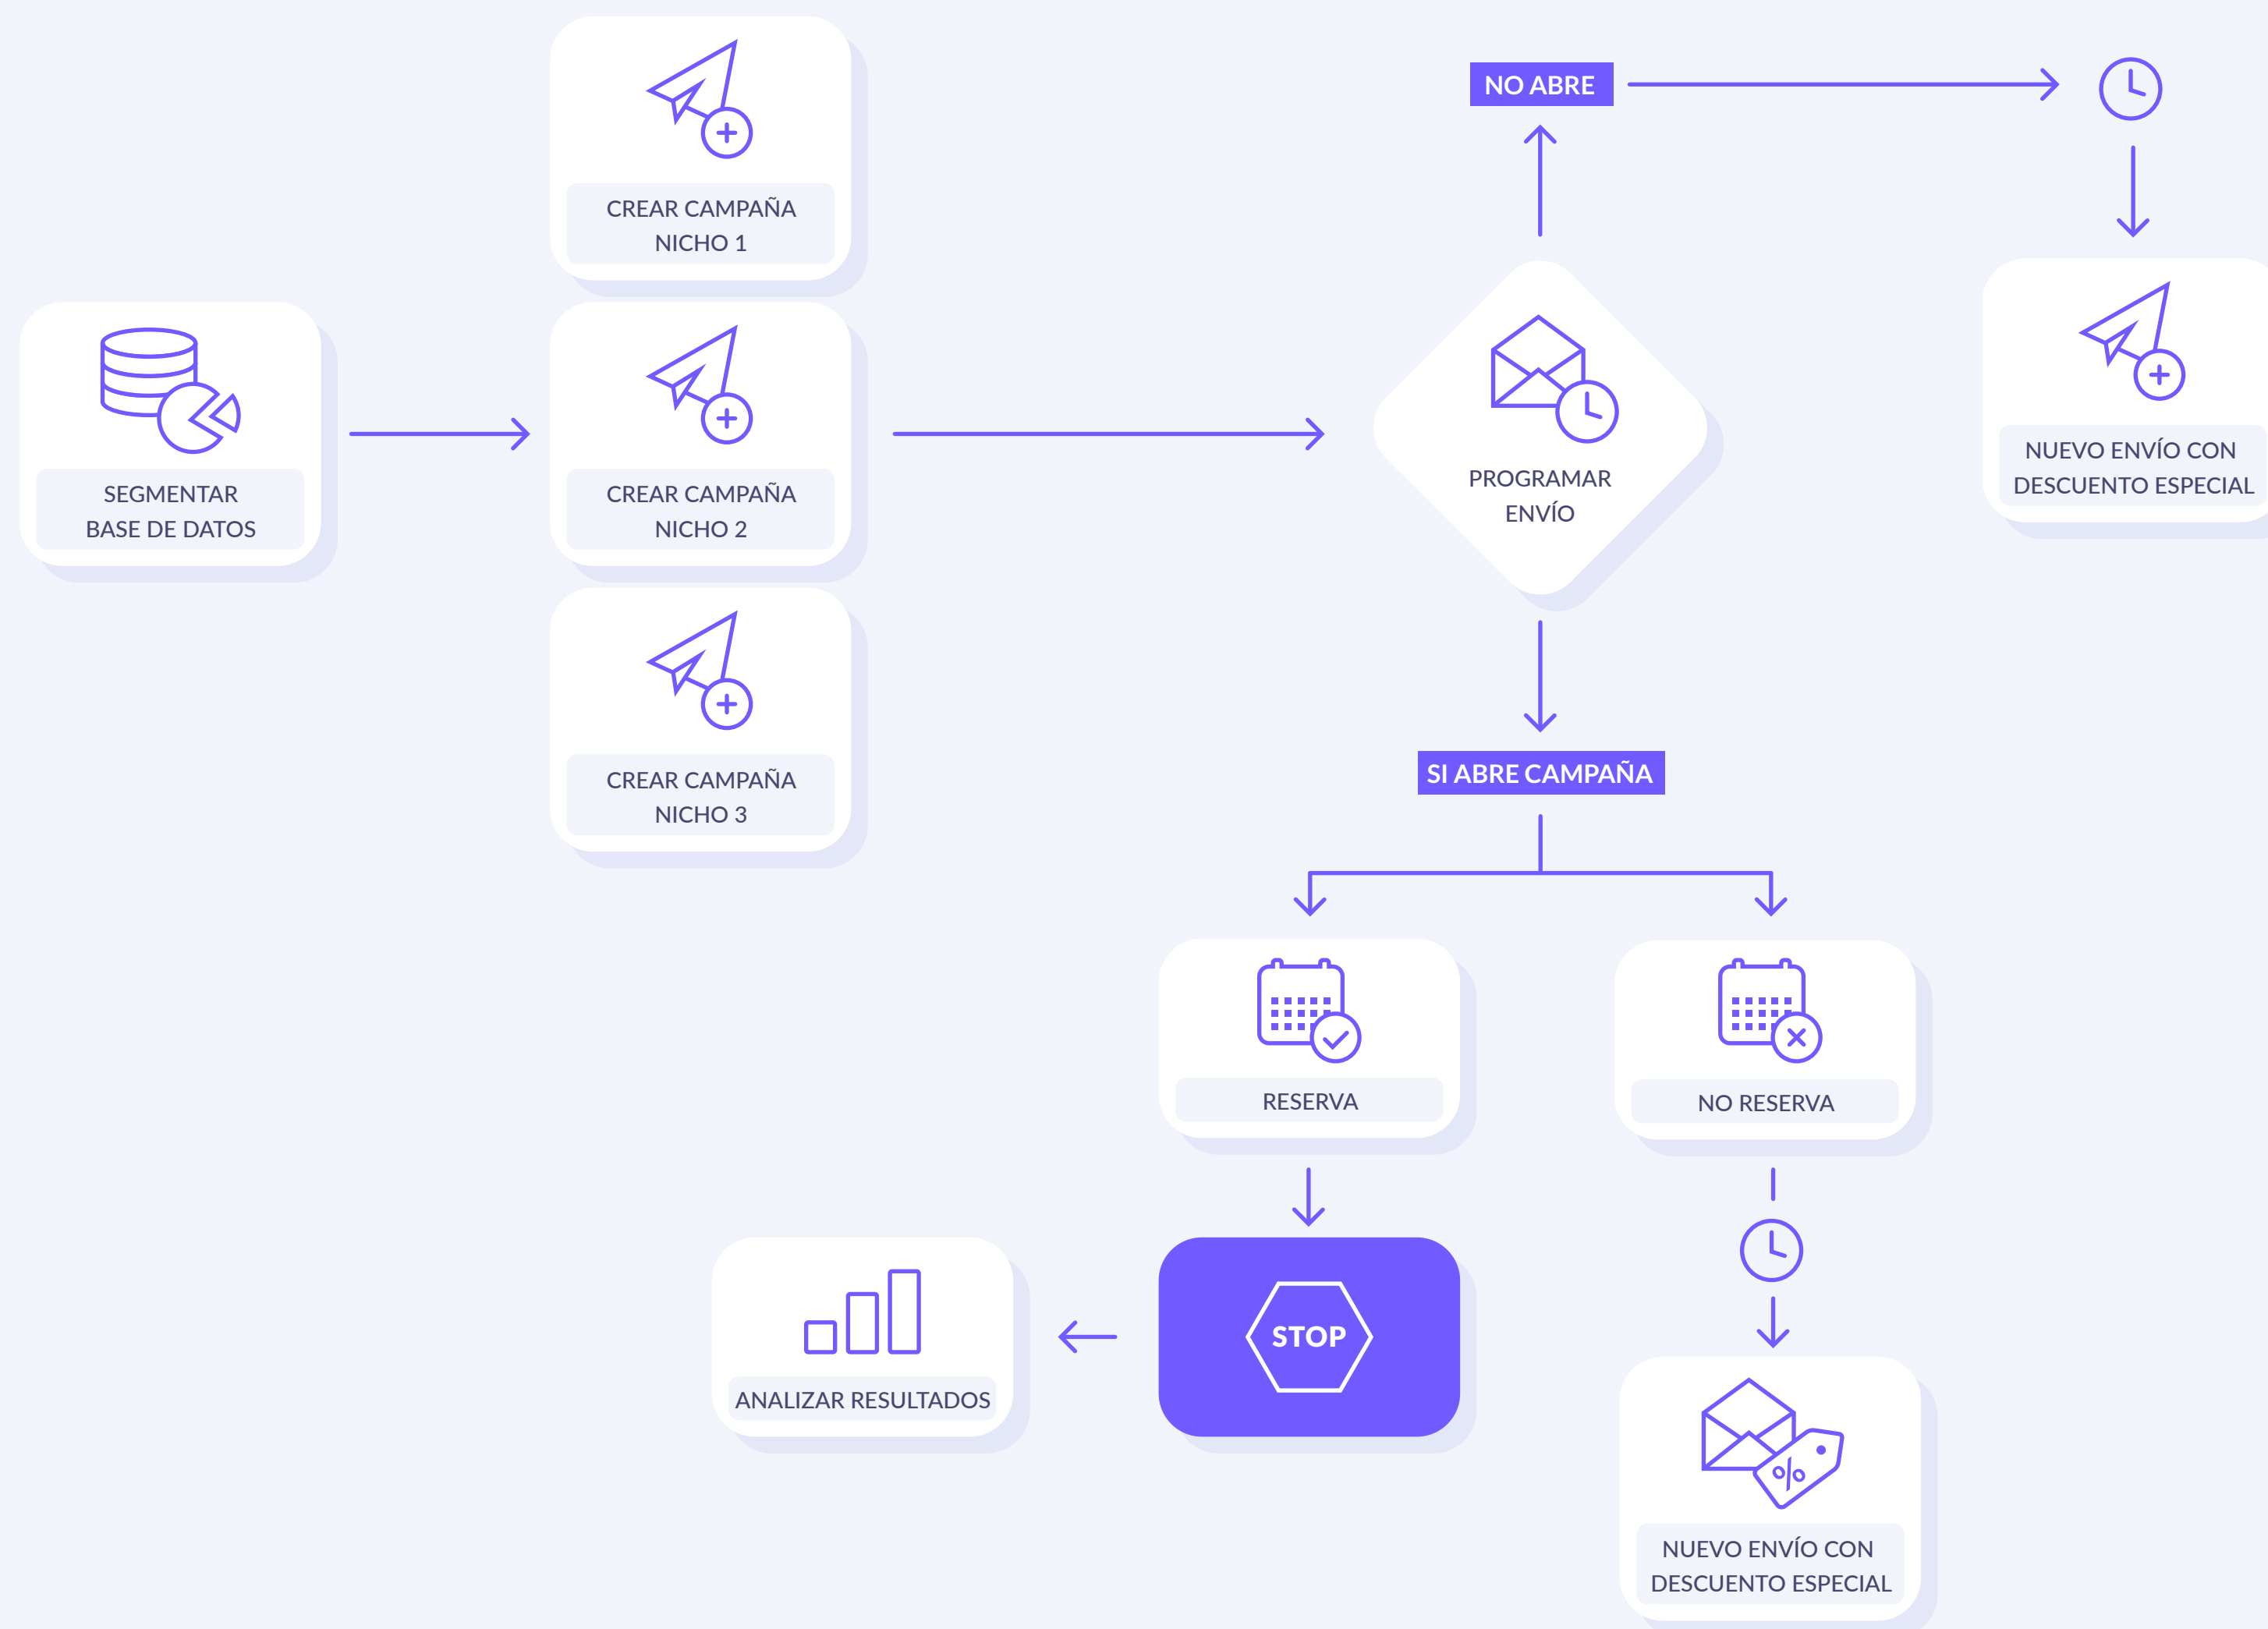 CREAR CAMPAÑA
NICHO 1
SEGMENTAR
BASE DE DATOS
CREAR CAMPAÑA
NICHO 2
CREAR CAMPAÑA
NICHO 3
NO ABRE
PROGRAMAR
ENVÍO
NUEVO ENVÍO CON
DESCUENTO ESPECIAL
SI ABRE CAMPAÑA
RESERVA
NO RESERVA
STOP
ANALIZAR RESULTADOS
%
NUEVO ENVÍO CON
DESCUENTO ESPECIAL